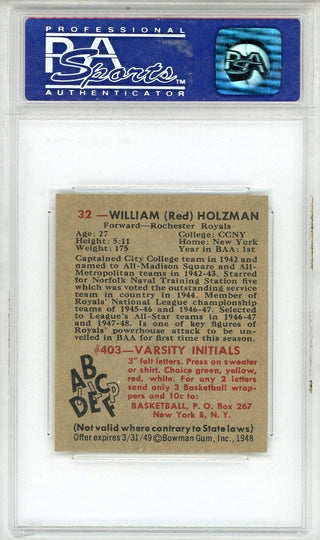 PROFESSIONAL
PSA
Sports™
AUTHENTICATOR
PSA
32—WILLIAM (Red) HOLZMAN
Forward—Rochester Royals
Age: 27 College: CCNY
Height: 5:11 Home: New York
Weight: 175 Year in BAA: 1st
Captained City College team in 1942 and
named to All-Madison Square and All-
Metropolitan teams in 1942-43. Starred for
Norfolk Naval Training Station five
which was voted the outstanding service
team in country in 1944. Member of
Royals' National League championship
teams of 1945-46 and 1946-47. Selected
to League's All-Star teams in 1946-
47 and 1947-48. Is one of key figures of
Royals' powerhouse attack to be un-
veiled in BAA for first time this season.
#403—VARSITY INITIALS
3" felt letters. Press on sweater
or shirt. Choice green, yellow,
red, white. For any 2 letters
send only 3 Basketball wrap-
pers and 10c to:
BASKETBALL, P. O. Box 267
New York 8, N. Y.
(Not valid where contrary to State laws)
Offer expires 3/31/49 ©Bowman Gum, Inc., 1948